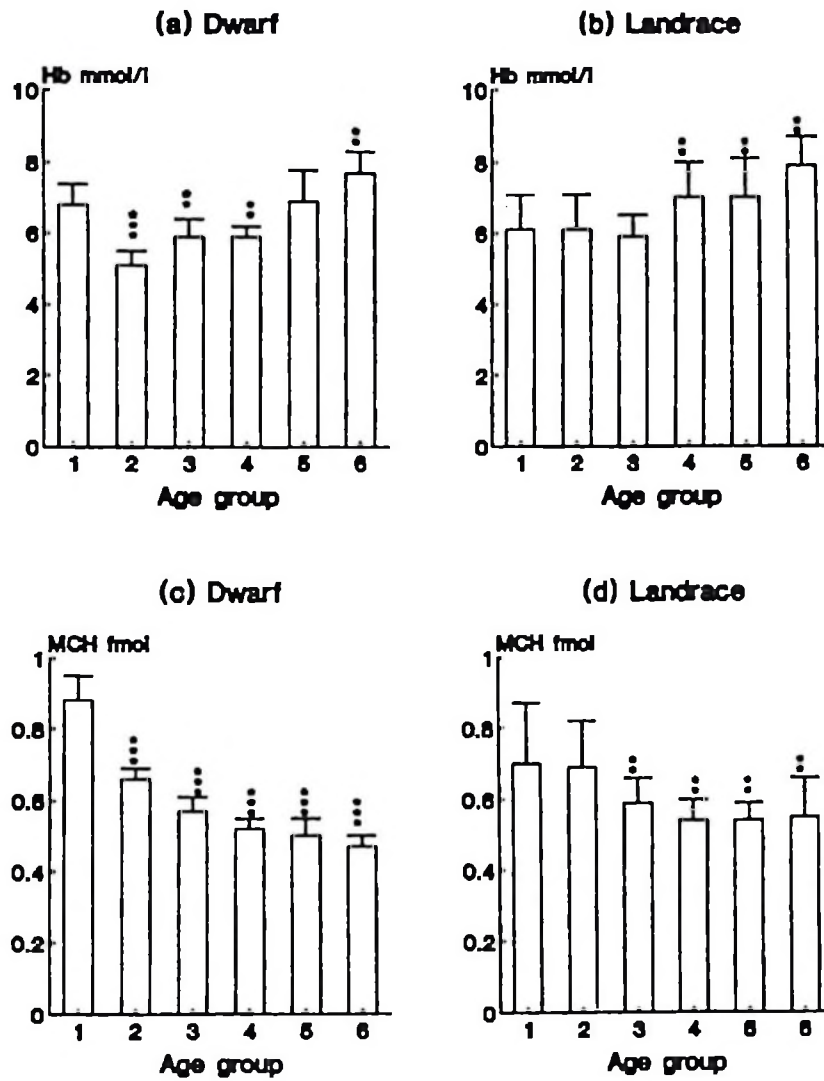 (a) Dwarf
Hb mmol/l
10
8
6
4
2
0
1 2 3 4 5 6
Age group
(b) Landrace
Hb mmol/l
10
8
6
4
2
0
1 2 3 4 5 6
Age group
(c) Dwarf
MCH fmol
1
0.8
0.6
0.4
0.2
0
1 2 3 4 5 6
Age group
(d) Landrace
MCH fmol
1
0.8
0.6
0.4
0.2
0
1 2 3 4 5 6
Age group